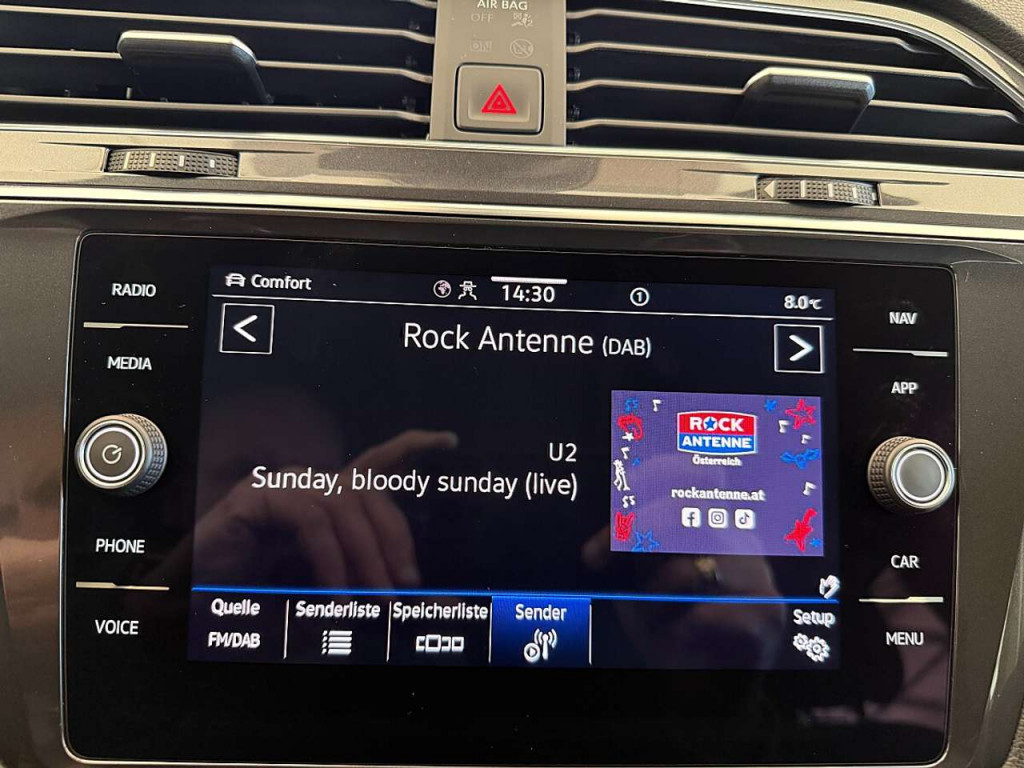 AIR BAG
OFF
ON
RADIO
MEDIA
PHONE
VOICE
Comfort
14:30
1
8.0°C
Rock Antenne (DAB)
U2
Sunday, bloody sunday (live)
ROCK
ANTENNE
Österreich
rockantenne.at
Quelle
FM/DAB
Senderliste
Speicherliste
Sender
Setup
NAV
APP
CAR
MENU